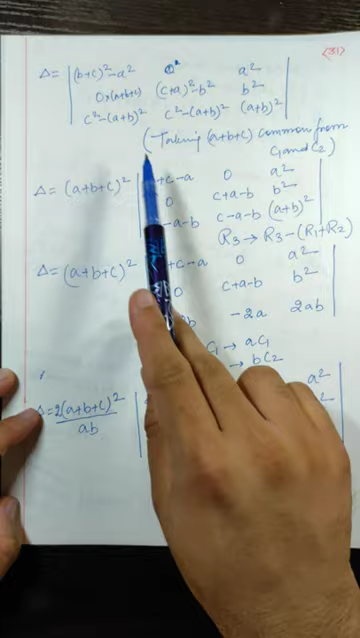 (31)
Δ = | (b+c)²-a² 0² a² |
0×(a+b+c) (c+a)²-b² b²
c²-(a+b)² c²-(a+b)² (a+b)²
(Taking (a+b+c) common from
C₁ and C₂)
Δ = (a+b+c)² | +c-a 0 a² |
0 c+a-b b²
-a-b c-a-b (a+b)²
R₃ → R₃-(R₁+R₂)
Δ = (a+b+c)² | +c-a 0 a² |
0 c+a-b b²
-2a 2ab
C₁ → aC₁
→ bC₂
a²
Δ = 2(a+b+c)²/ab |